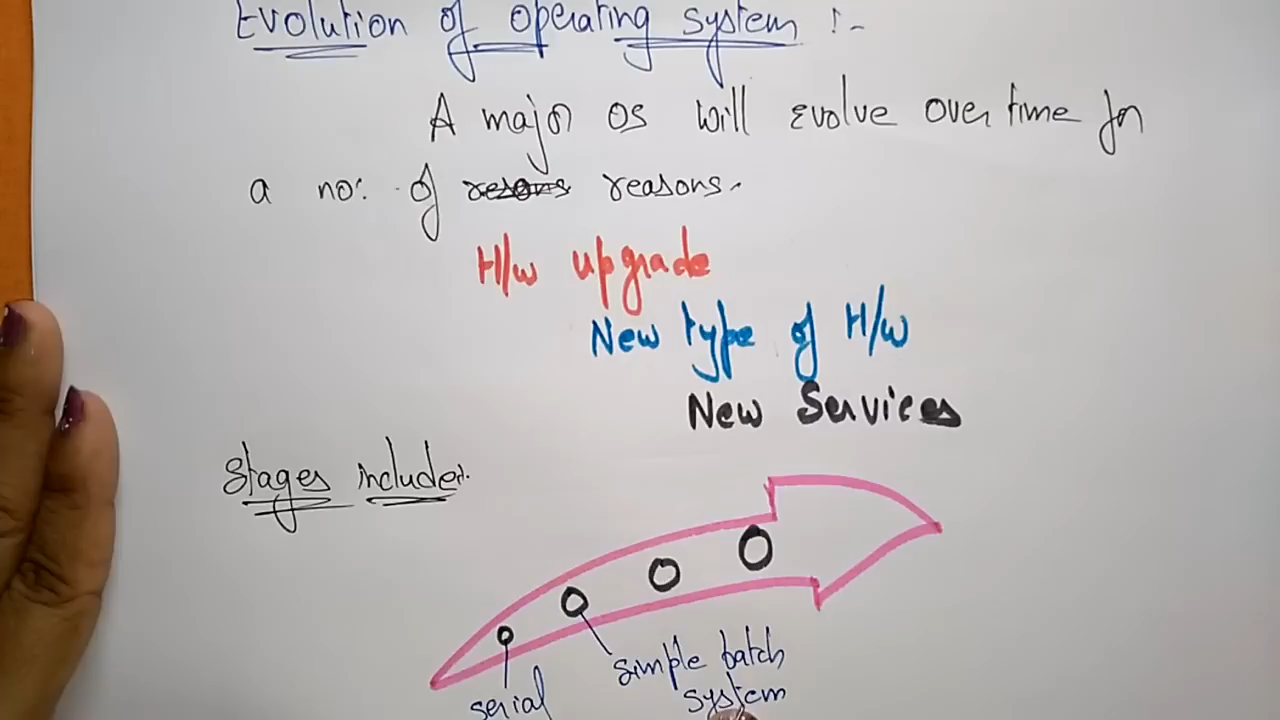 Evolution of operating system :-
A major OS will evolve over time for
a no: of resons reasons.
H/w upgrade
New type of H/w
New Services
Stages include:
serial
simple batch
system